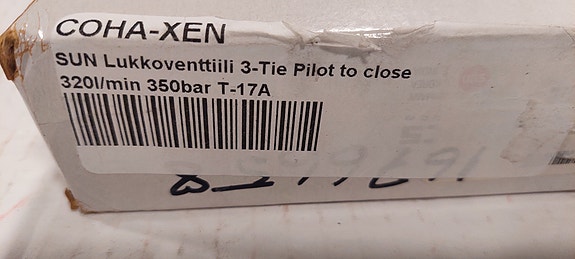 COHA-XEN
SUN Lukkoventtiili 3-Tie Pilot to close
320l/min 350bar T-17A